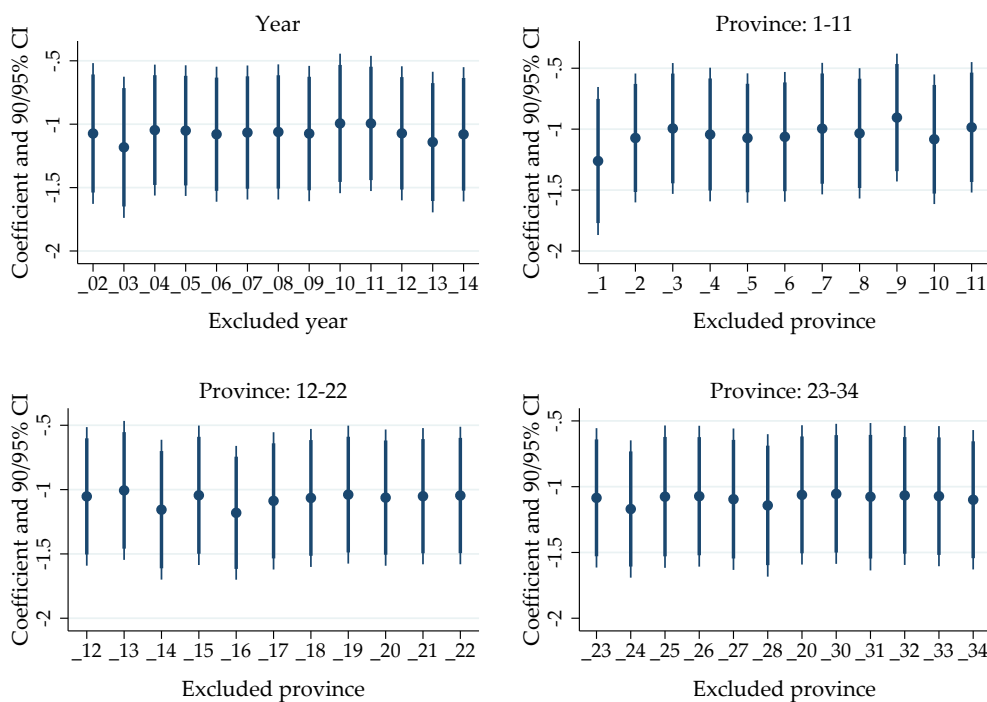 Year
Coefficient and 90/95% CI
-.5
-1
-1.5
-2
_02 _03 _04 _05 _06 _07 _08 _09 _10 _11 _12 _13 _14
Excluded year
Province: 1-11
Coefficient and 90/95% CI
-.5
-1
-1.5
-2
_1 _2 _3 _4 _5 _6 _7 _8 _9 _10 _11
Excluded province
Province: 12-22
Coefficient and 90/95% CI
-.5
-1
-1.5
-2
_12 _13 _14 _15 _16 _17 _18 _19 _20 _21 _22
Excluded province
Province: 23-34
Coefficient and 90/95% CI
-.5
-1
-1.5
-2
_23 _24 _25 _26 _27 _28 _20 _30 _31 _32 _33 _34
Excluded province